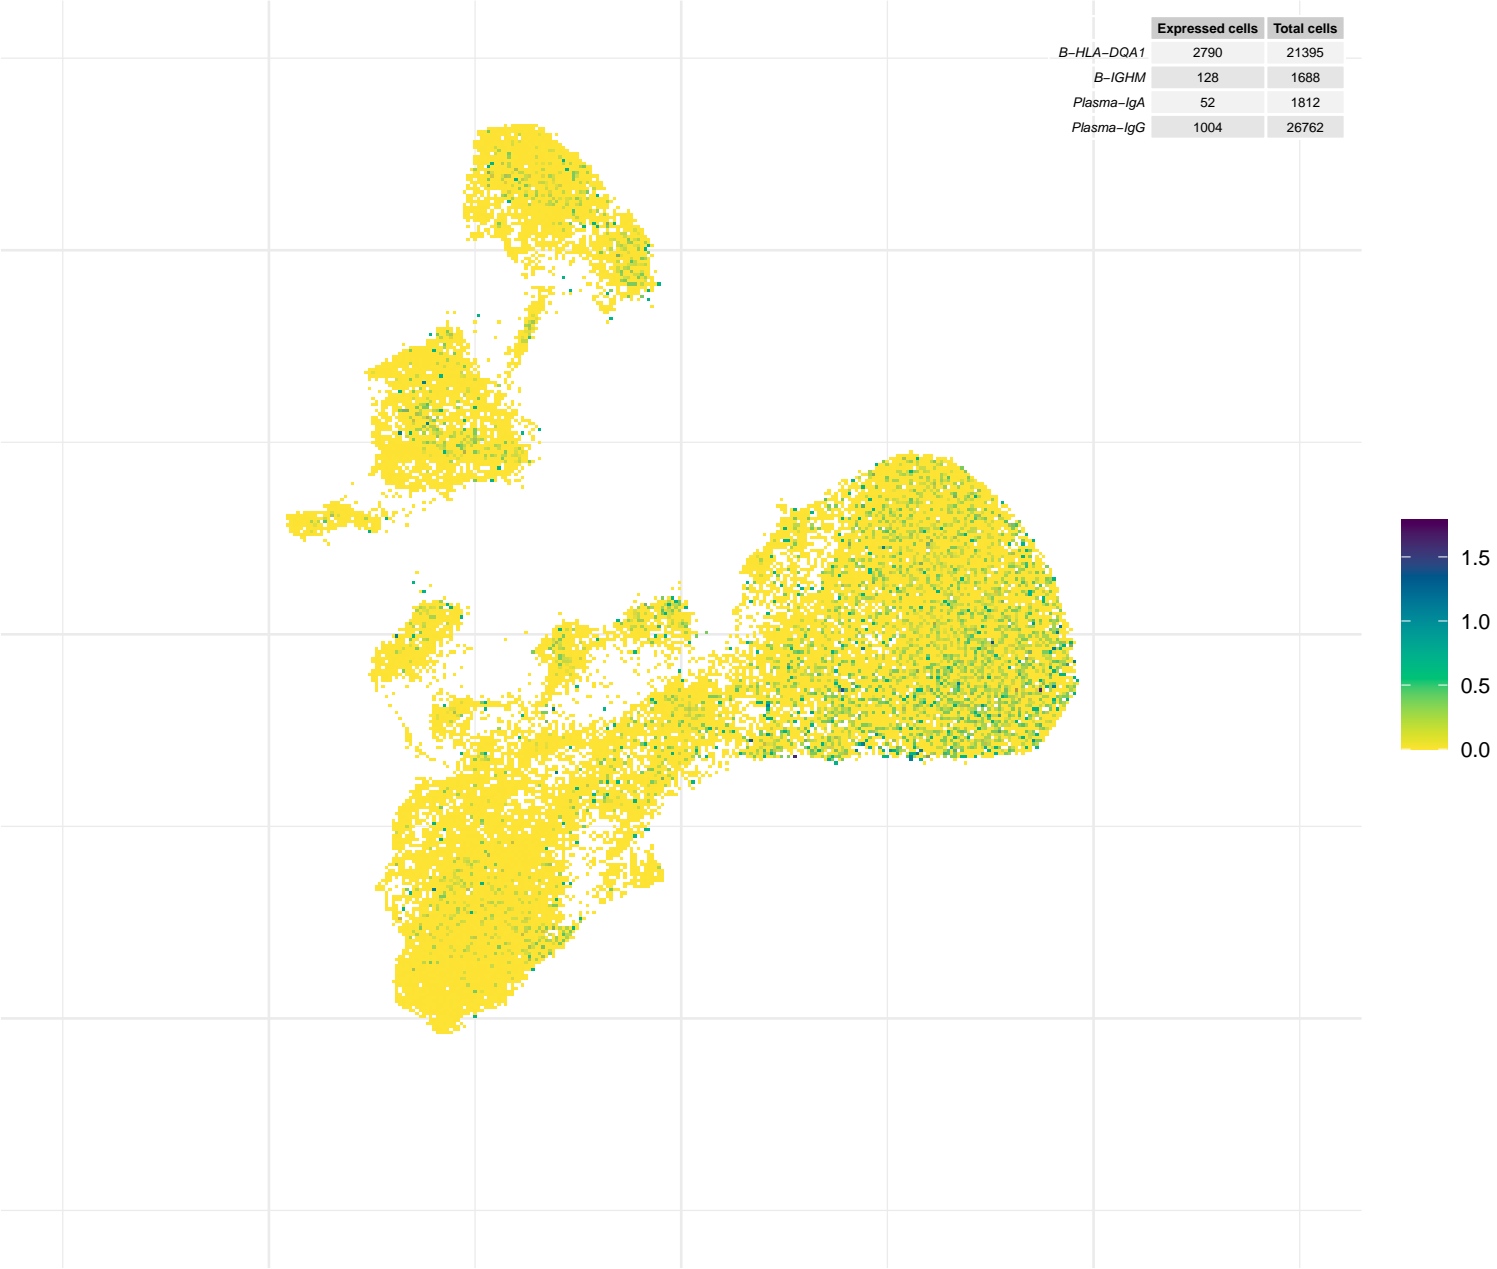 Expressed cells Total cells
B−HLA−DQA1 2790 21395
B−IGHM 128 1688
Plasma−IgA 52 1812
Plasma−IgG 1004 26762
1.5
1.0
0.5
0.0